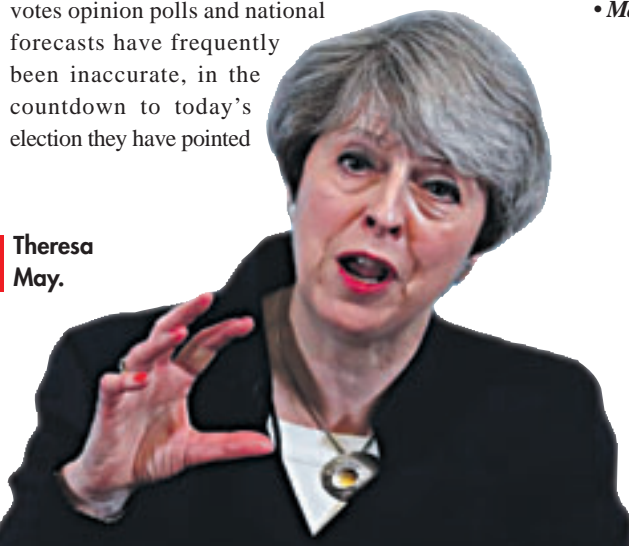 votes opinion polls and national
forecasts have frequently
been inaccurate, in the
countdown to today's
election they have pointed
Theresa
May.
•